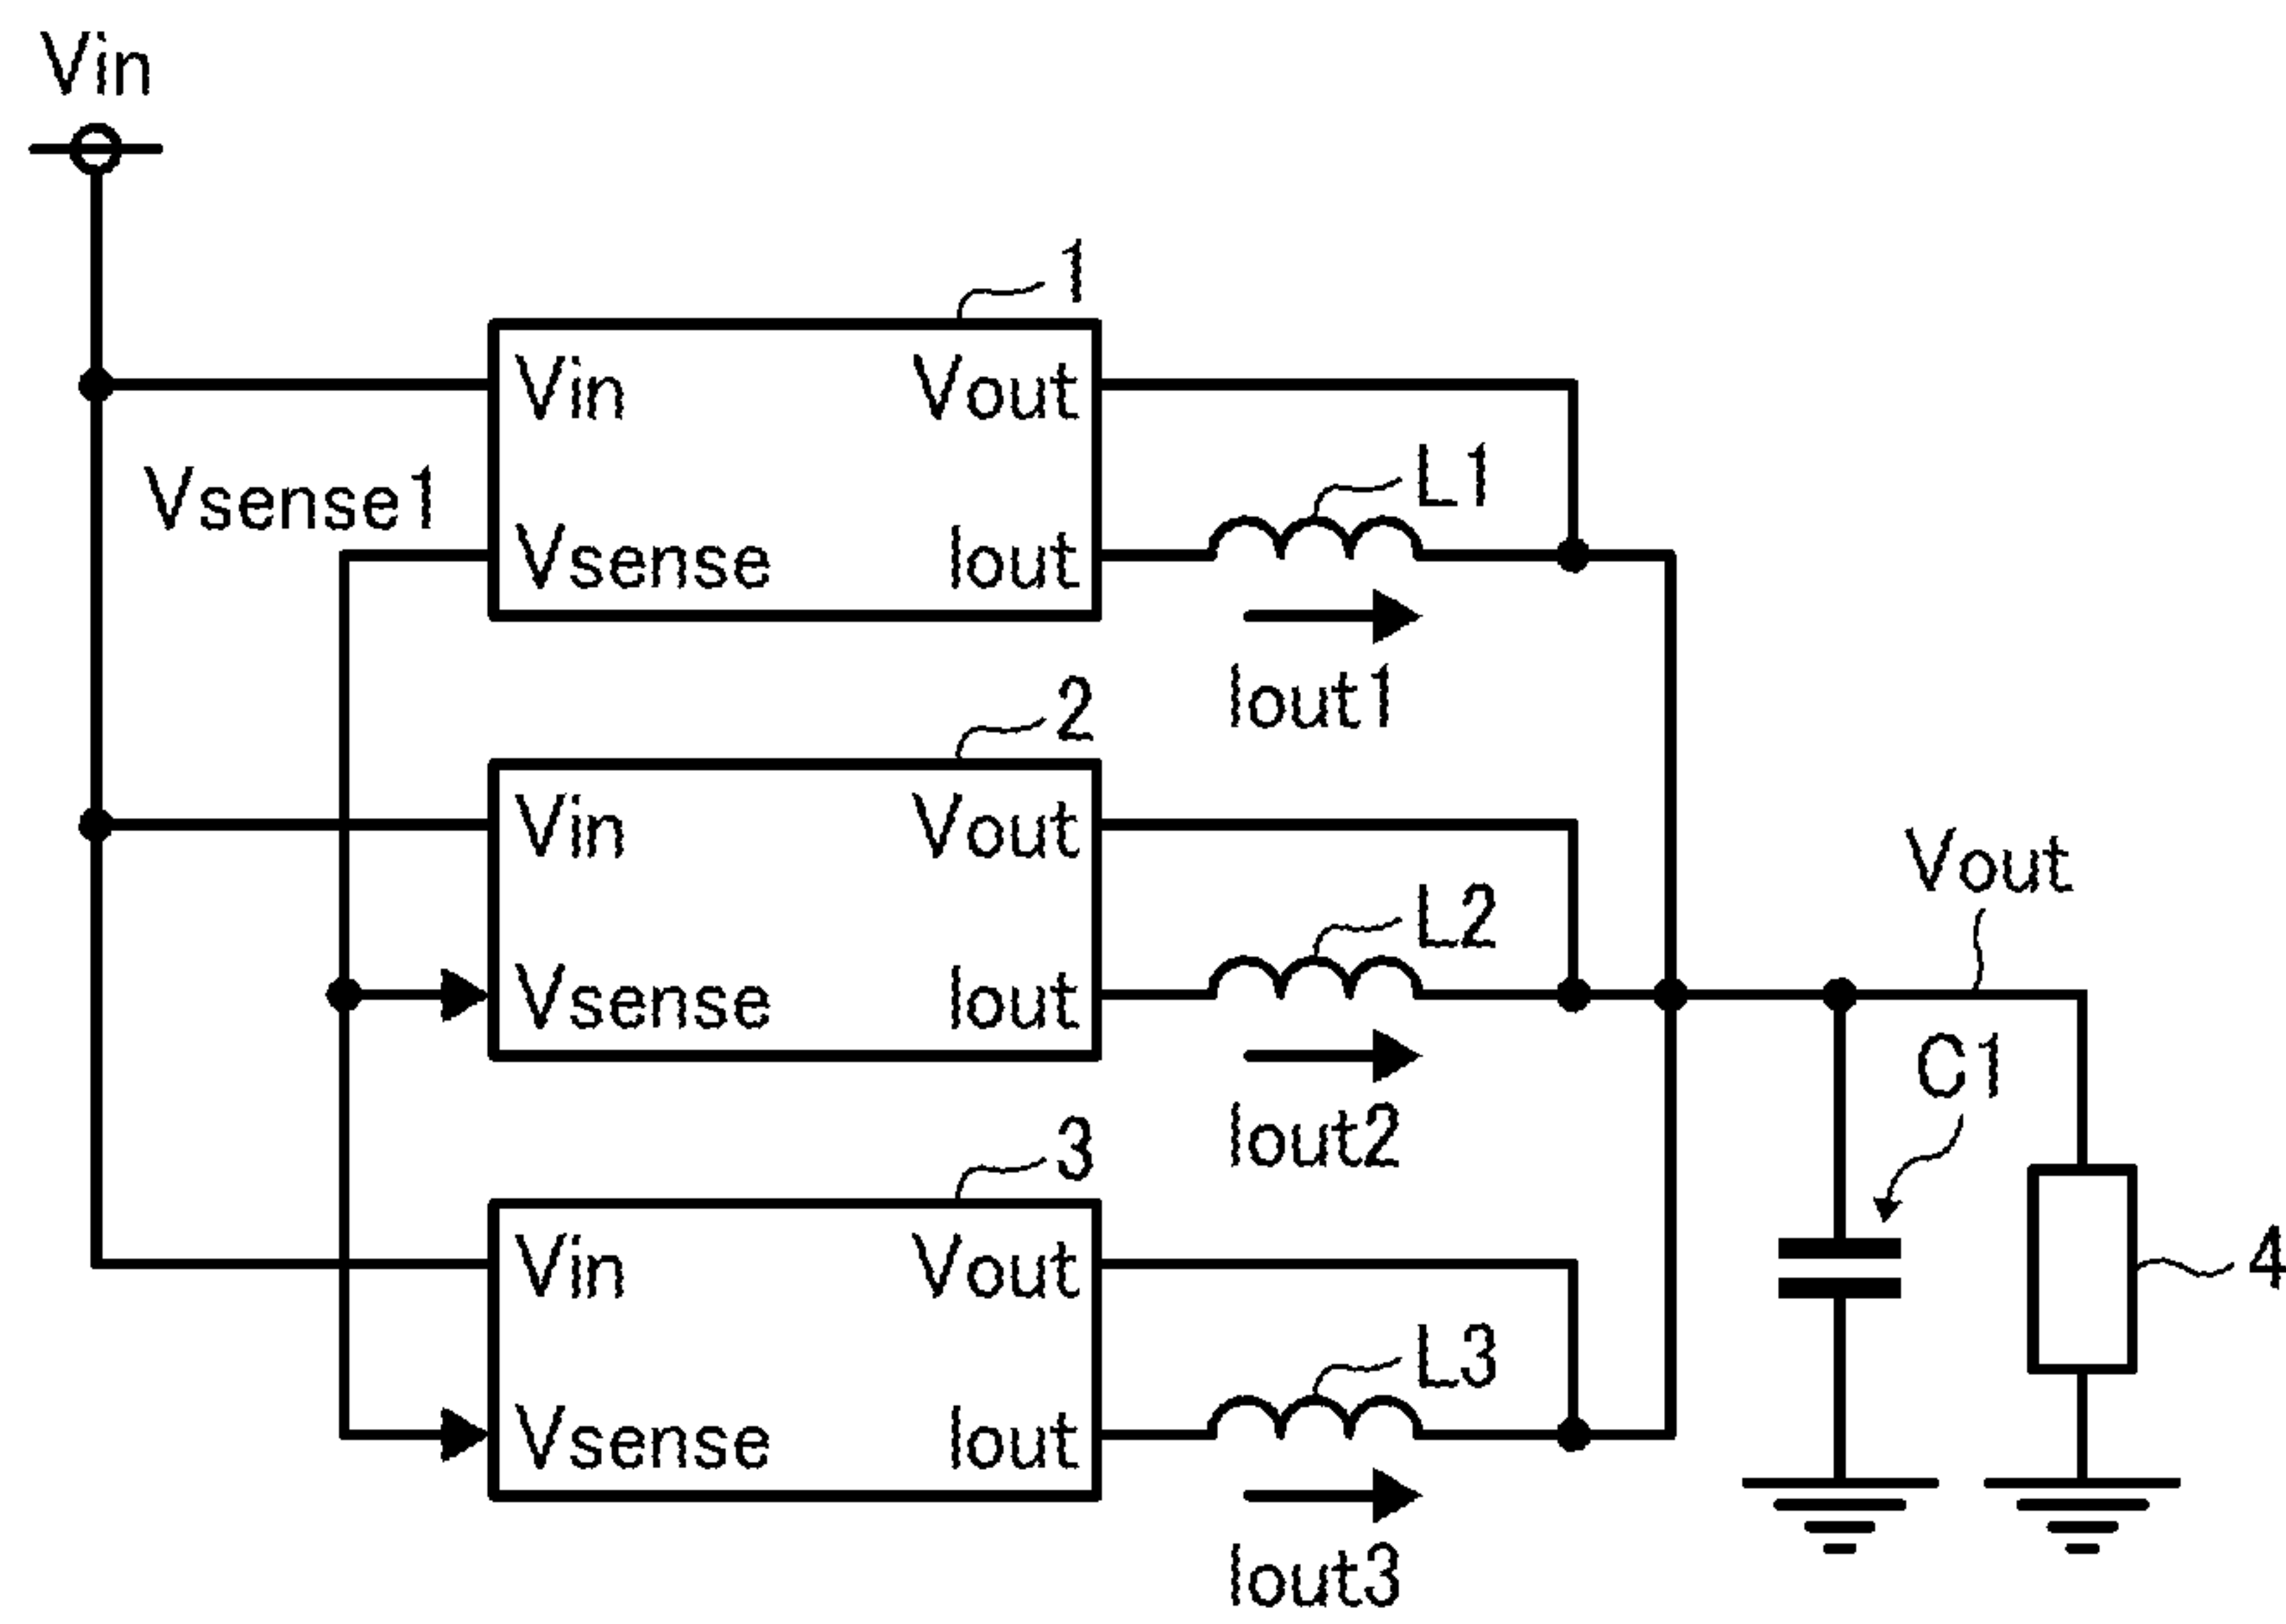 Vin
1
Vin Vout
Vsense1
L1
Vsense Iout
Iout1
2
Vin Vout
Vout
L2
Vsense Iout
C1
Iout2
3
Vin Vout
4
L3
Vsense Iout
Iout3